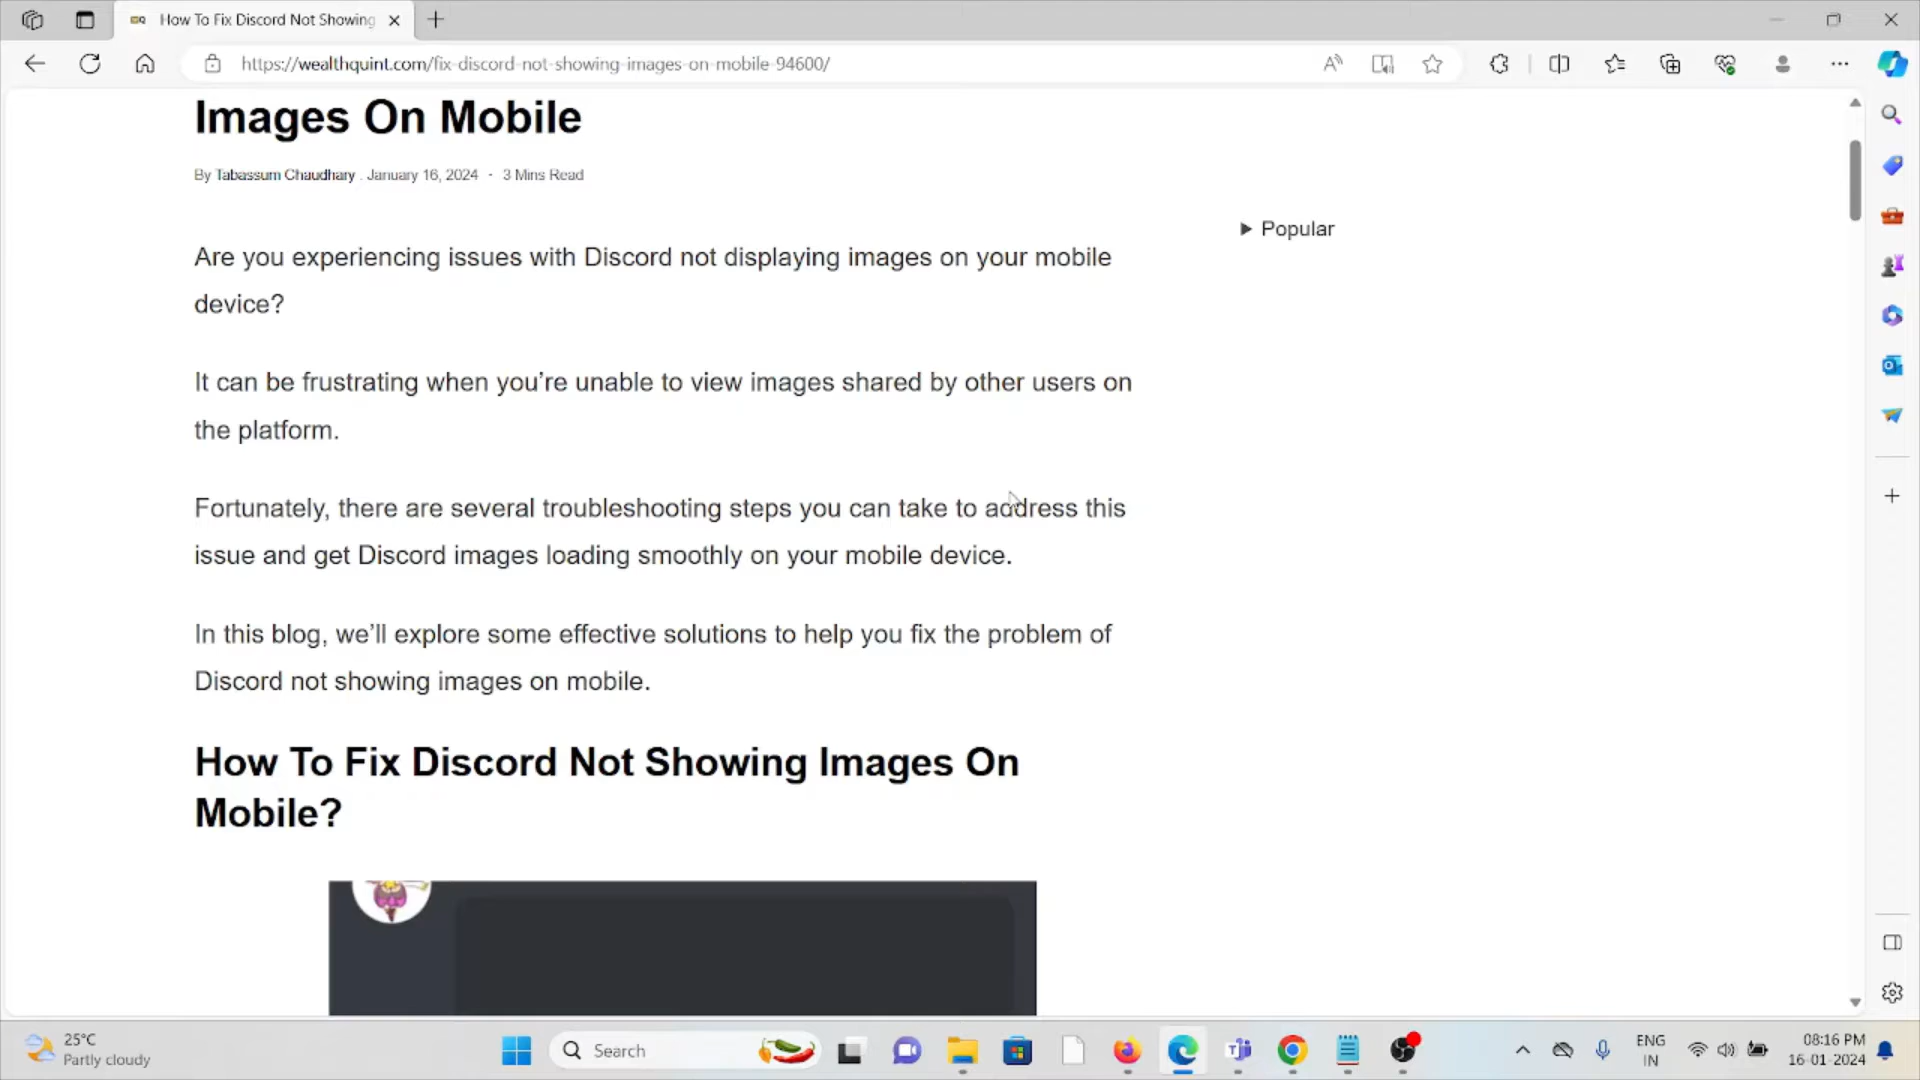 How To Fix Discord Not Showing
https://wealthquint.com/fix-discord-not-showing-images-on-mobile-94600/
Images On Mobile
By Tabassum Chaudhary . January 16, 2024 - 3 Mins Read
Popular
Are you experiencing issues with Discord not displaying images on your mobile
device?
It can be frustrating when you’re unable to view images shared by other users on
the platform.
Fortunately, there are several troubleshooting steps you can take to address this
issue and get Discord images loading smoothly on your mobile device.
In this blog, we’ll explore some effective solutions to help you fix the problem of
Discord not showing images on mobile.
How To Fix Discord Not Showing Images On
Mobile?
25°C
Partly cloudy
Search
ENG
IN
08:16 PM
16-01-2024